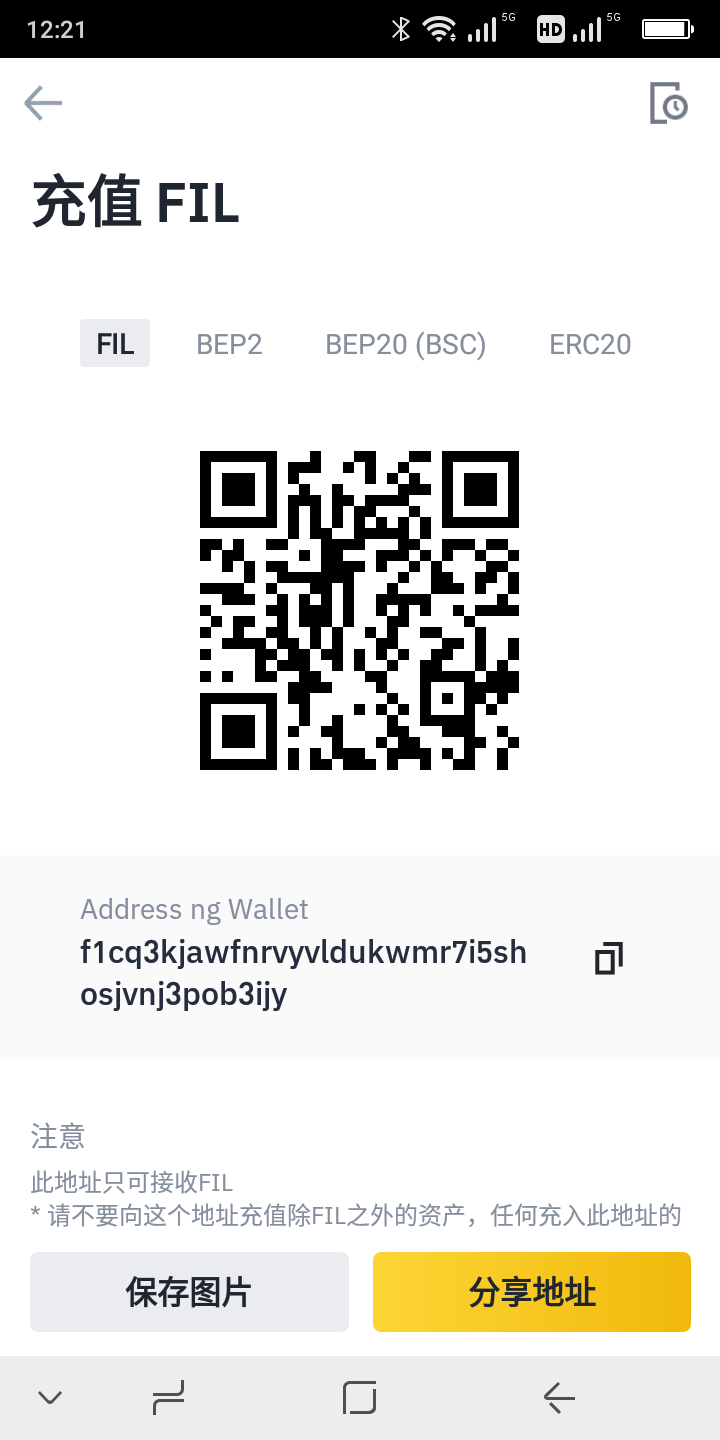 12:21
5G
HD
5G
充值 FIL
FIL
BEP2
BEP20 (BSC)
ERC20
Address ng Wallet
f1cq3kjawfnrvyvldukwmr7i5sh
osjvnj3pob3ijy
注意
此地址只可接收FIL
* 请不要向这个地址充值除FIL之外的资产，任何充入此地址的
保存图片
分享地址